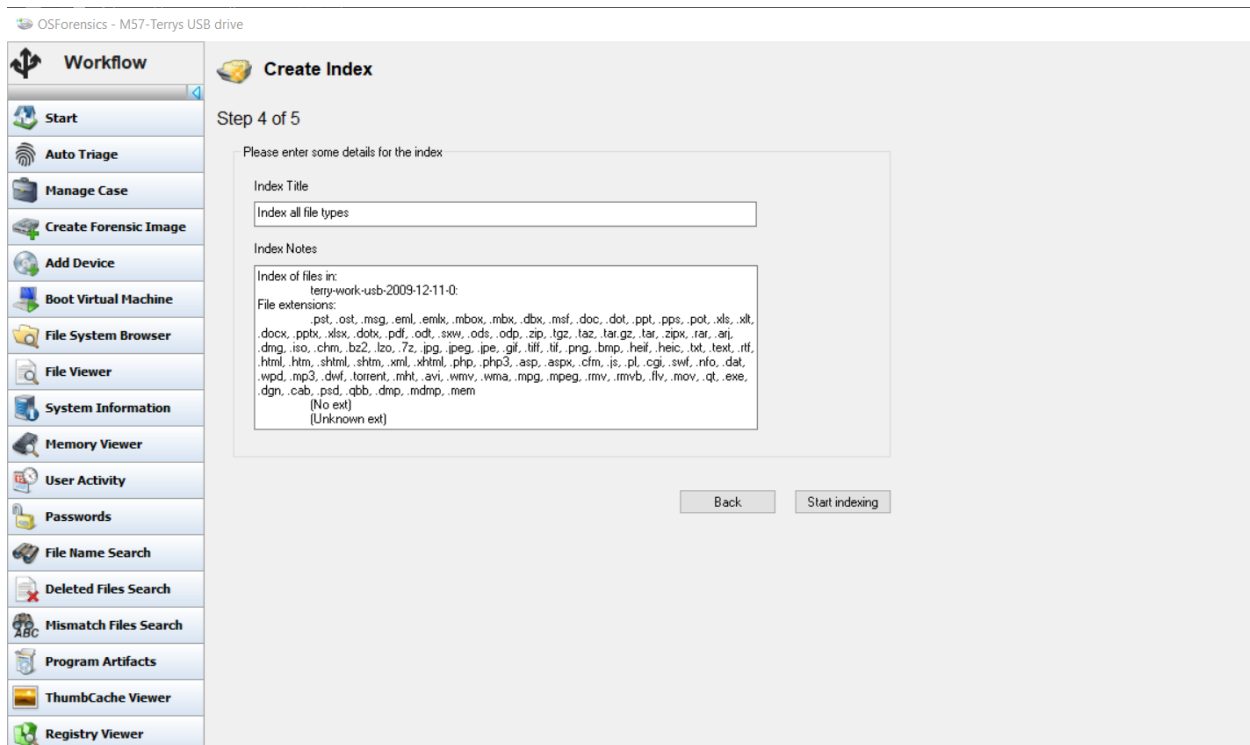 OSForensics - M57-Terrys USB drive
Workflow
Start
Auto Triage
Manage Case
Create Forensic Image
Add Device
Boot Virtual Machine
File System Browser
File Viewer
System Information
Memory Viewer
User Activity
Passwords
File Name Search
Deleted Files Search
Mismatch Files Search
Program Artifacts
ThumbCache Viewer
Registry Viewer
Create Index
Step 4 of 5
Please enter some details for the index
Index Title
Index all file types
Index Notes
Index of files in:
terry-work-usb-2009-12-11-0:
File extensions:
.pst, .ost, .msg, .eml, .emlx, .mbox, .mbx, .dbx, .msf, .doc, .dot, .ppt, .pps, .pot, .xls, .xlt,
.docx, .pptx, .xlsx, .dotx, .pdf, .odt, .sxw, .ods, .odp, .zip, .tgz, .taz, .tar.gz, .tar, .zipx, .rar, .arj,
.dmg, .iso, .chm, .bz2, .lzo, .7z, .jpg, .jpeg, .jpe, .gif, .tiff, .tif, .png, .bmp, .heif, .heic, .txt, .text, .rtf,
.html, .htm, .shtml, .shtm, .xml, .xhtml, .php, .php3, .asp, .aspx, .cfm, .js, .pl, .cgi, .swf, .nfo, .dat,
.wpd, .mp3, .dwf, .torrent, .mht, .avi, .wmv, .wma, .mpg, .mpeg, .rmv, .rmvb, .flv, .mov, .qt, .exe,
.dgn, .cab, .psd, .qbb, .dmp, .mdmp, .mem
(No ext)
(Unknown ext)
Back
Start indexing